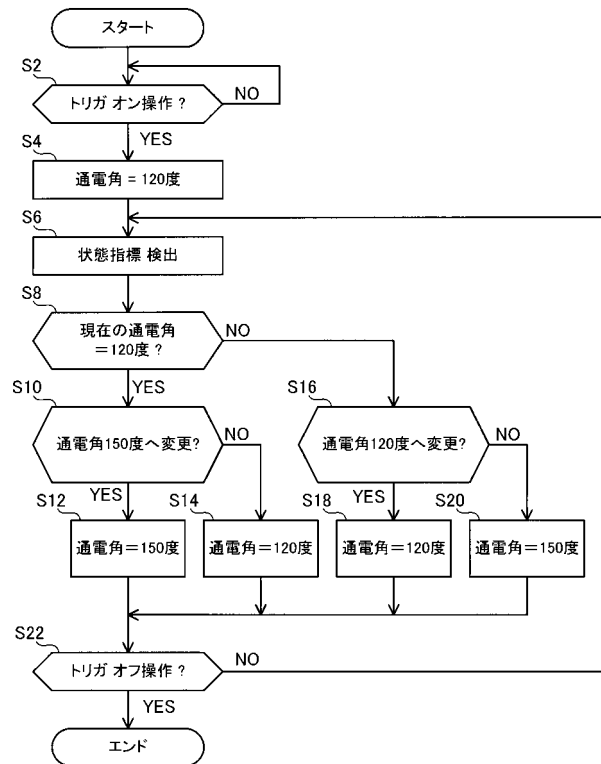 スタート
S2
トリガ オン操作 ?
NO
YES
S4
通電角 = 120度
S6
状態指標 検出
S8
現在の通電角
=120度 ?
NO
YES
S10
通電角150度へ変更?
NO
S16
通電角120度へ変更?
NO
YES
S12
通電角=150度
S14
通電角=120度
YES
S18
通電角=120度
S20
通電角=150度
S22
トリガ オフ操作 ?
NO
YES
エンド